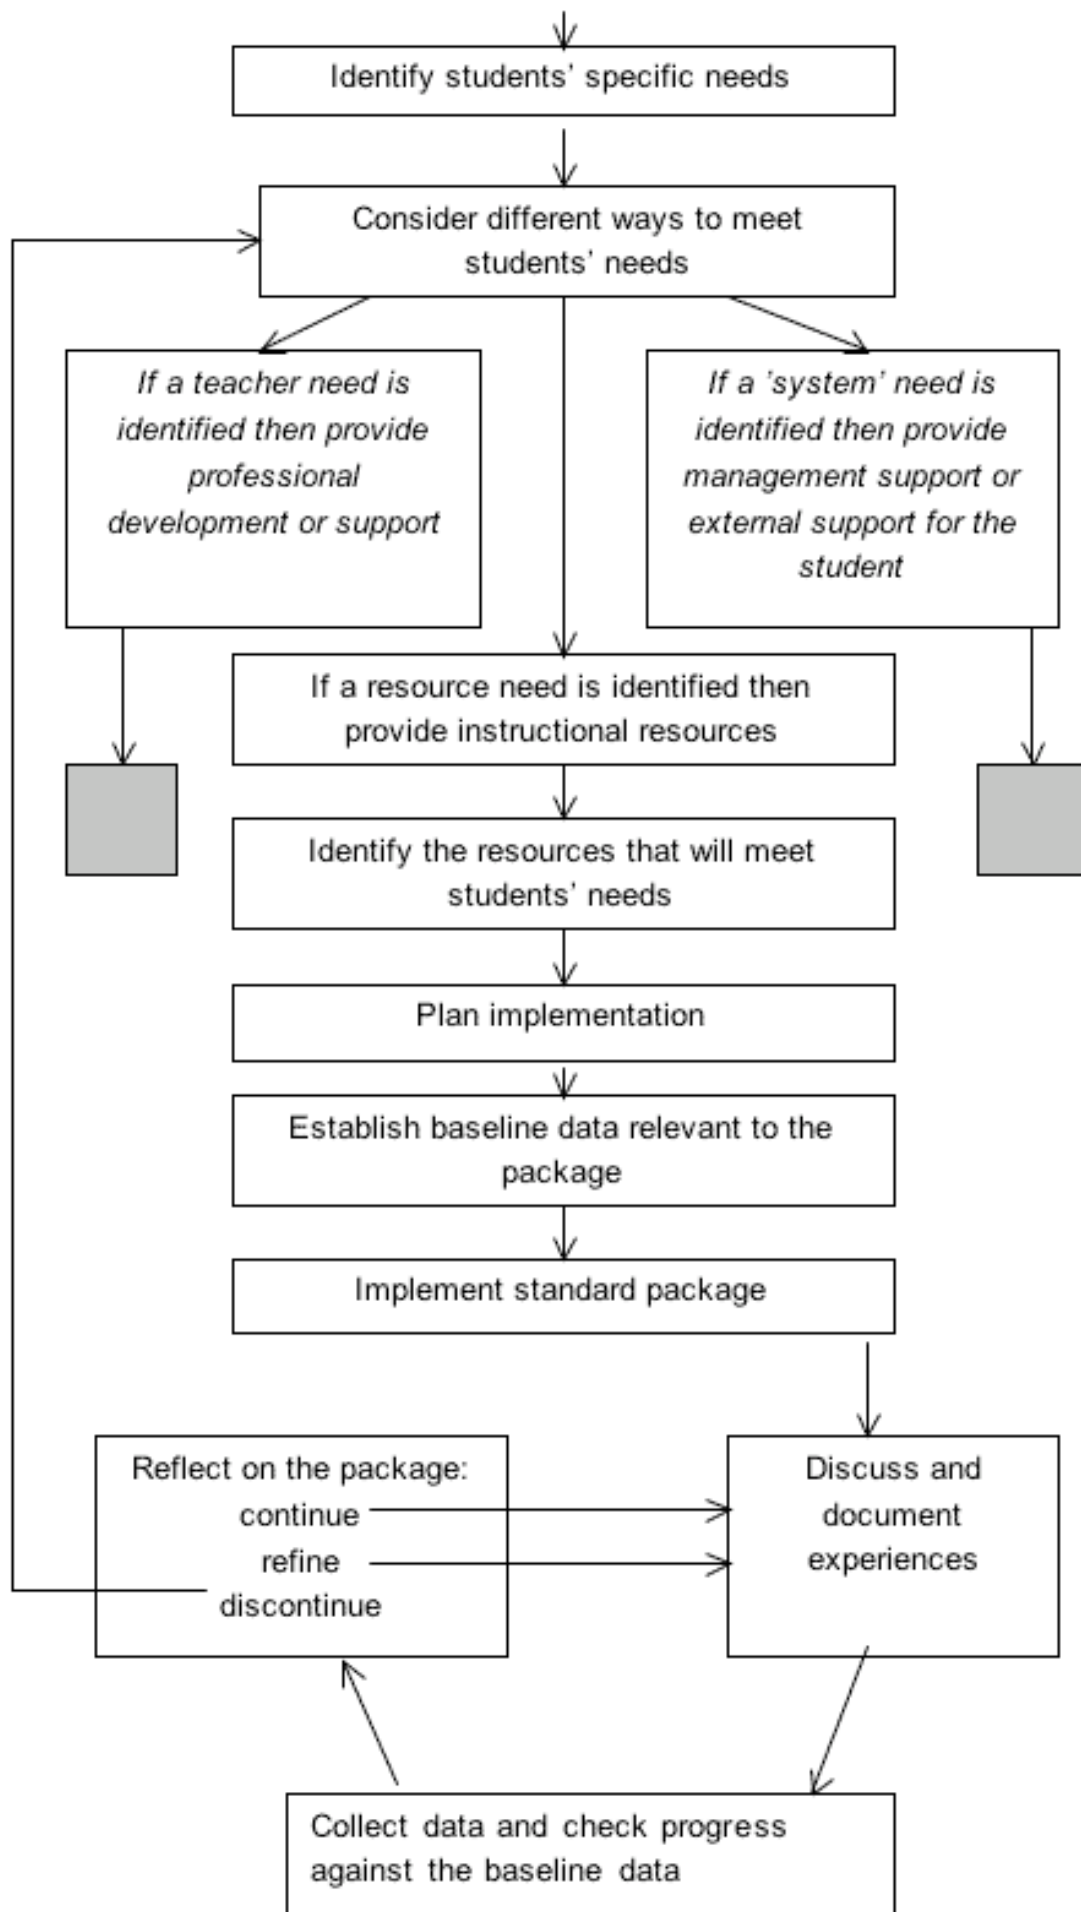 Identify students’ specific needs
Consider different ways to meet
students’ needs
If a teacher need is
identified then provide
professional
development or support
If a ’system’ need is
identified then provide
management support or
external support for the
student
If a resource need is identified then
provide instructional resources
Identify the resources that will meet
students’ needs
Plan implementation
Establish baseline data relevant to the
package
Implement standard package
Reflect on the package:
continue
refine
discontinue
Discuss and
document
experiences
Collect data and check progress
against the baseline data